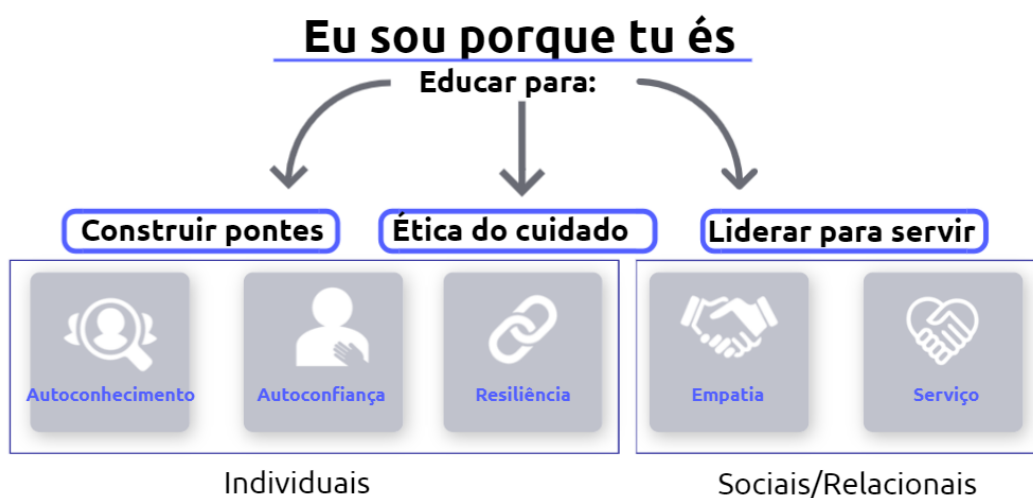 Eu sou porque tu és
Educar para:
Construir pontes
Ética do cuidado
Liderar para servir
Autoconhecimento
Autoconfiança
Resiliência
Empatia
Serviço
Individuais
Sociais/Relacionais